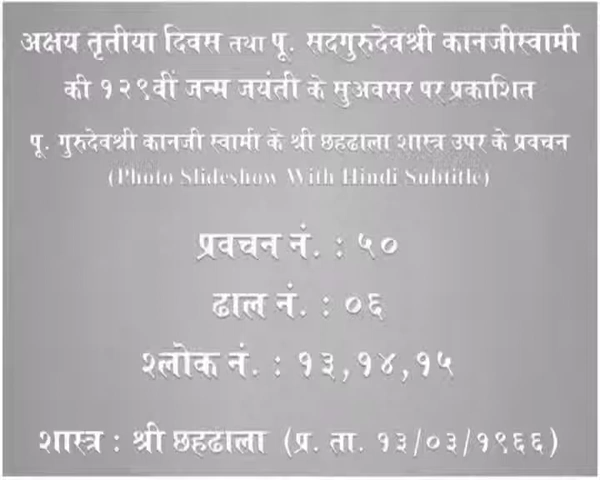 अक्षय तृतीया दिवस तथा पू. सदगुरुदेवश्री कानजीस्वामी
की १२९वीं जन्म जयंती के सुअवसर पर प्रकाशित
पू. गुरुदेवश्री कानजी स्वामी के श्री छहढाला शास्त्र उपर के प्रवचन
(Photo Slideshow With Hindi Subtitle)
प्रवचन नं. : ५०
ढाल नं. : ०६
श्लोक नं. : १३,१४,१५
शास्त्र : श्री छहढाला (प्र. ता. १३/०३/१९६६)